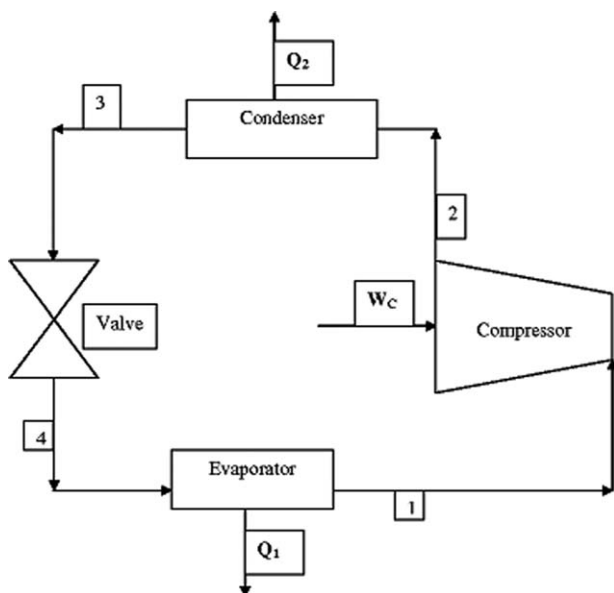 Q₂
3
Condenser
2
W_C
Valve
Compressor
4
Evaporator
1
Q₁